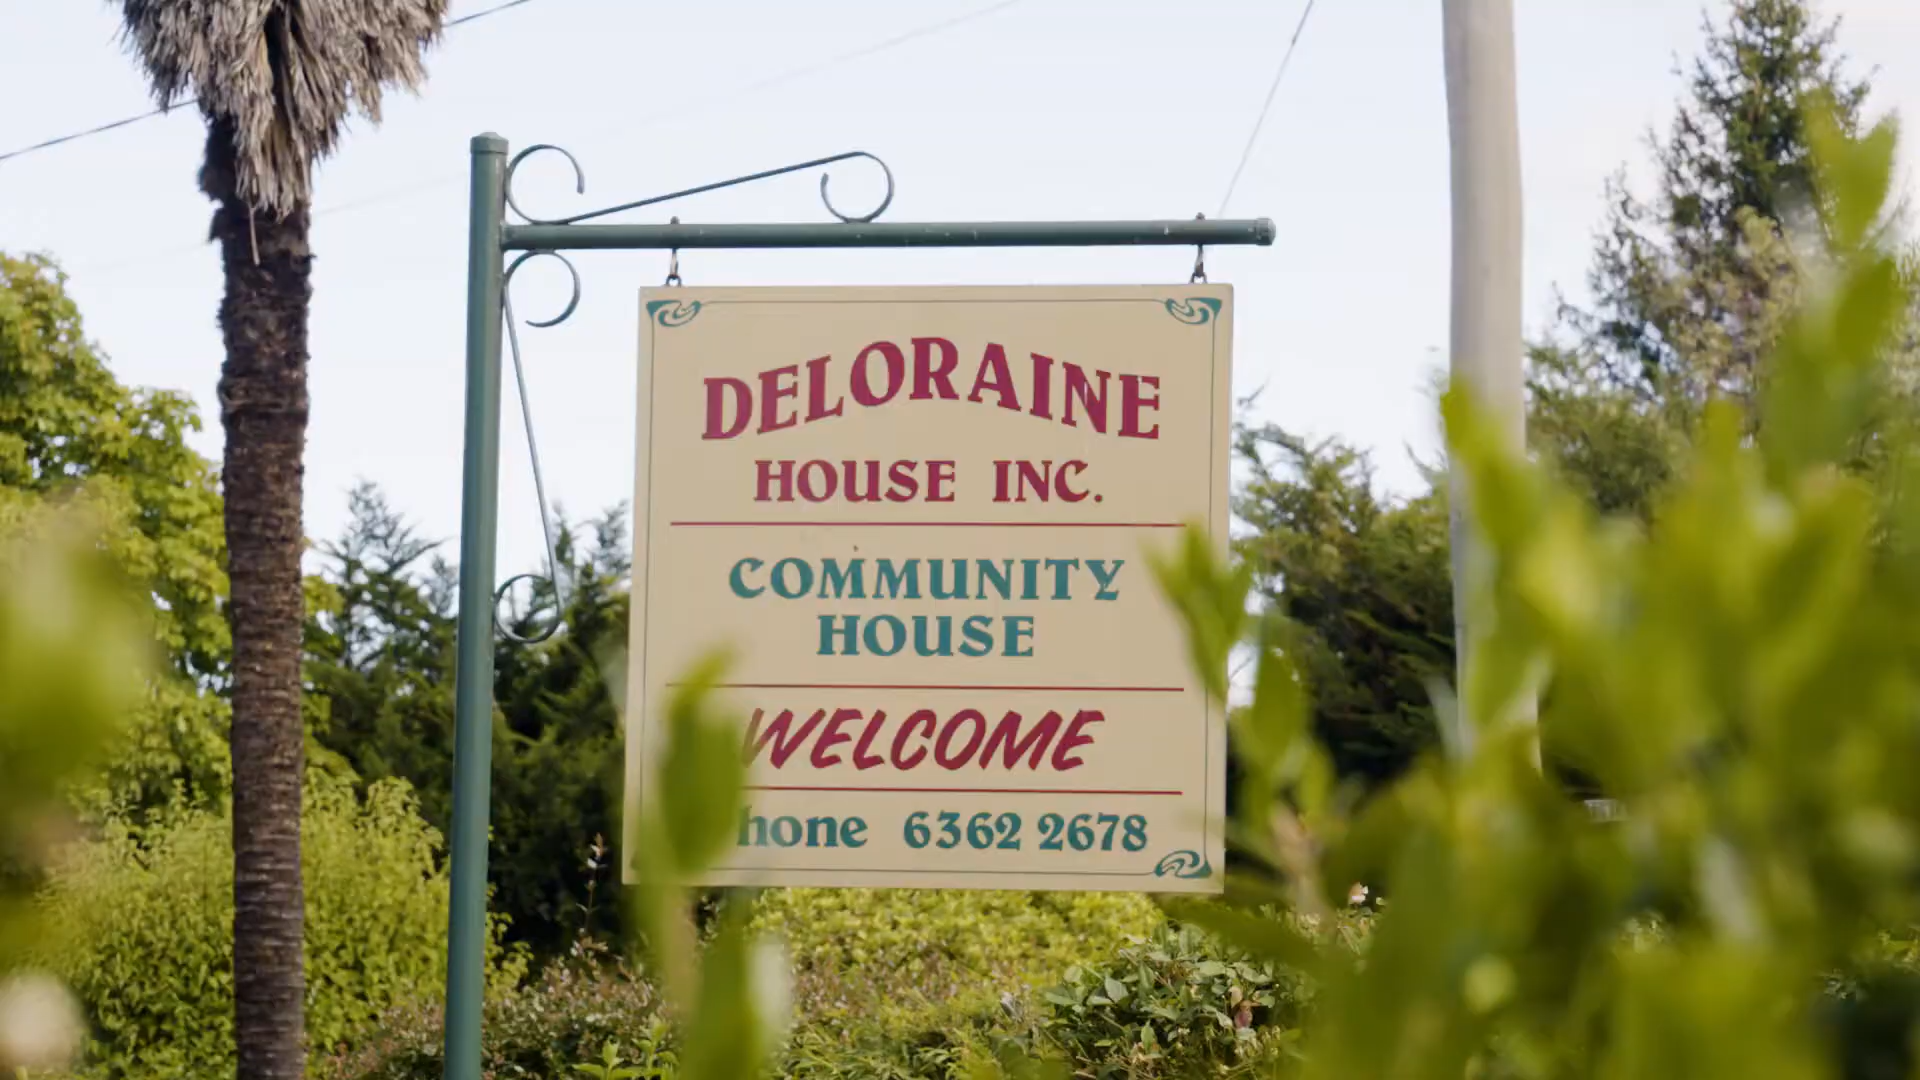 DELORAINE
HOUSE INC.
COMMUNITY
HOUSE
WELCOME
hone 6362 2678